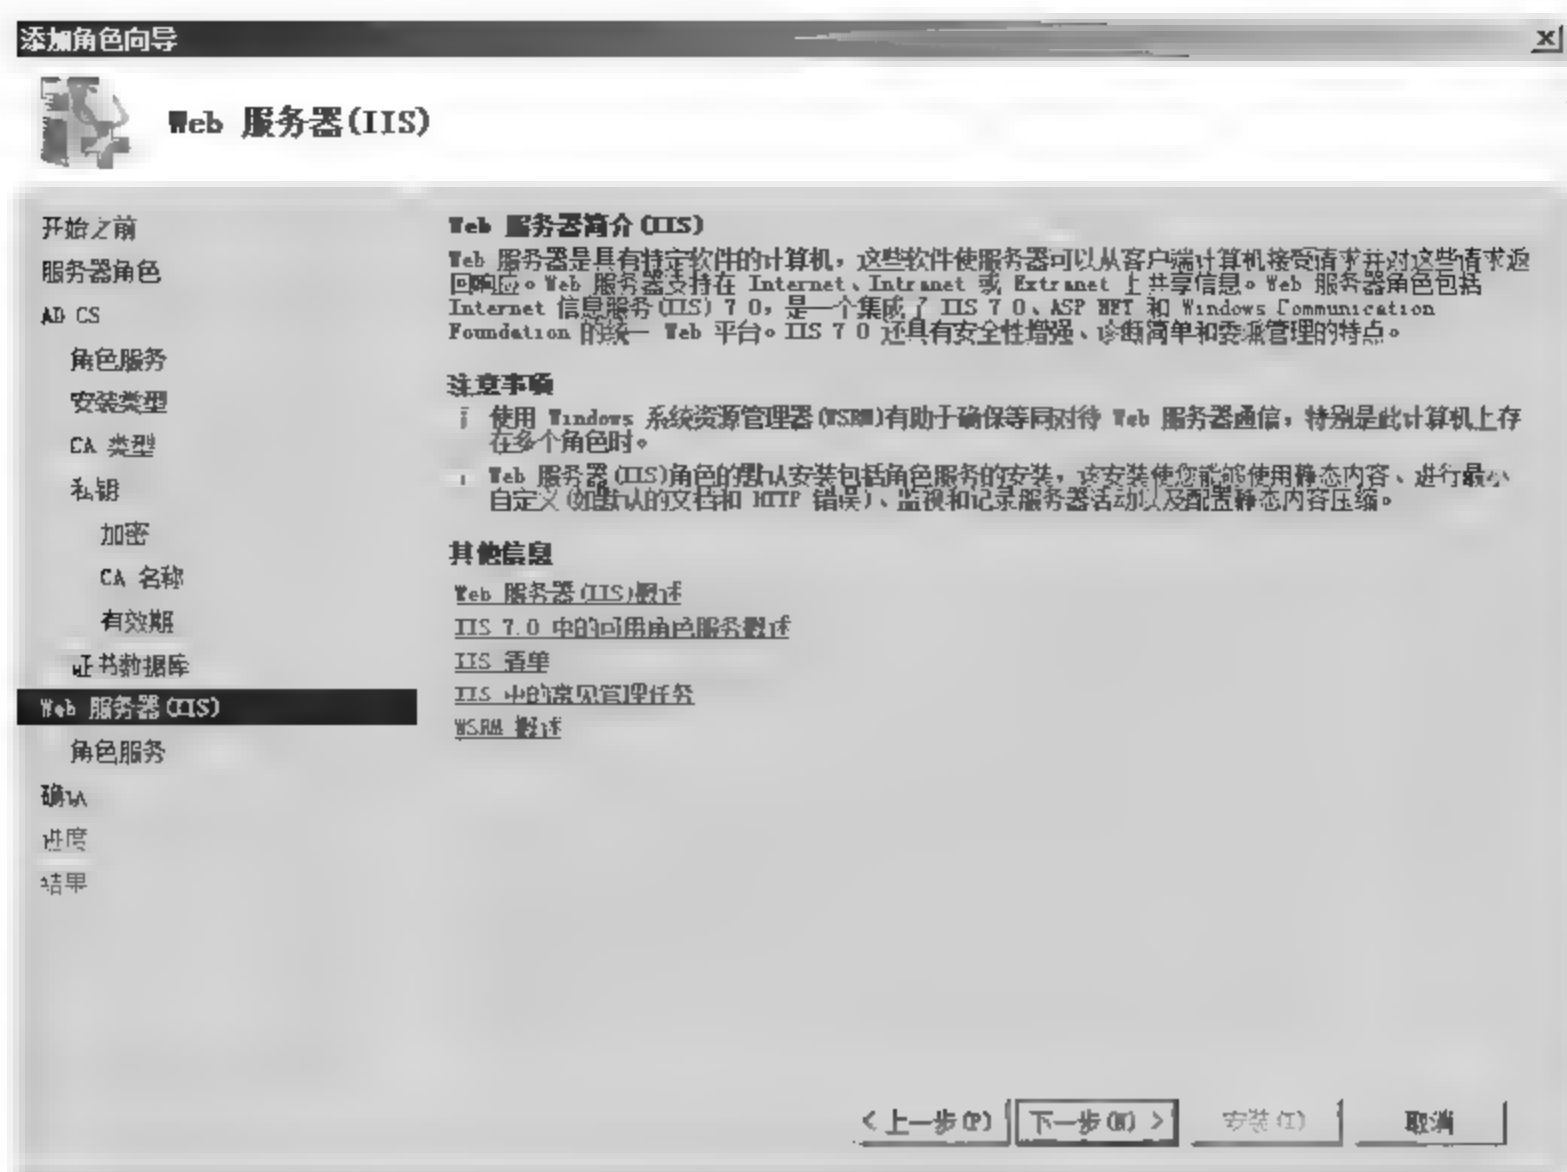 添加角色向导
Web 服务器(IIS)
开始之前
服务器角色
AD CS
角色服务
安装类型
CA 类型
私钥
加密
CA 名称
有效期
证书数据库
Web 服务器(IIS)
角色服务
确认
进度
结果
Web 服务器简介(IIS)
Web 服务器是具有特定软件的计算机，这些软件使服务器可以从客户端计算机接受请求并对这些请求返
回响应。Web 服务器支持在 Internet、Intranet 或 Extranet 上共享信息。Web 服务器角色包括
Internet 信息服务(IIS) 7 0，是一个集成了 IIS 7 0、ASP NET 和 Windows Communication
Foundation 的统一 Web 平台。IIS 7 0 还具有安全性增强、诊断简单和委派管理的特点。
注意事项
使用 Windows 系统资源管理器(WSRM)有助于确保等同对待 Web 服务器通信，特别是此计算机上存
在多个角色时。
Web 服务器(IIS)角色的默认安装包括角色服务的安装，该安装使您能够使用静态内容、进行最小
自定义(如默认的文档和 HTTP 错误)、监视和记录服务器活动以及配置静态内容压缩。
其他信息
Web 服务器(IIS)概述
IIS 7.0 中的可用角色服务概述
IIS 清单
IIS 中的常见管理任务
WSRM 概述
< 上一步(P)
下一步(N) >
安装(I)
取消